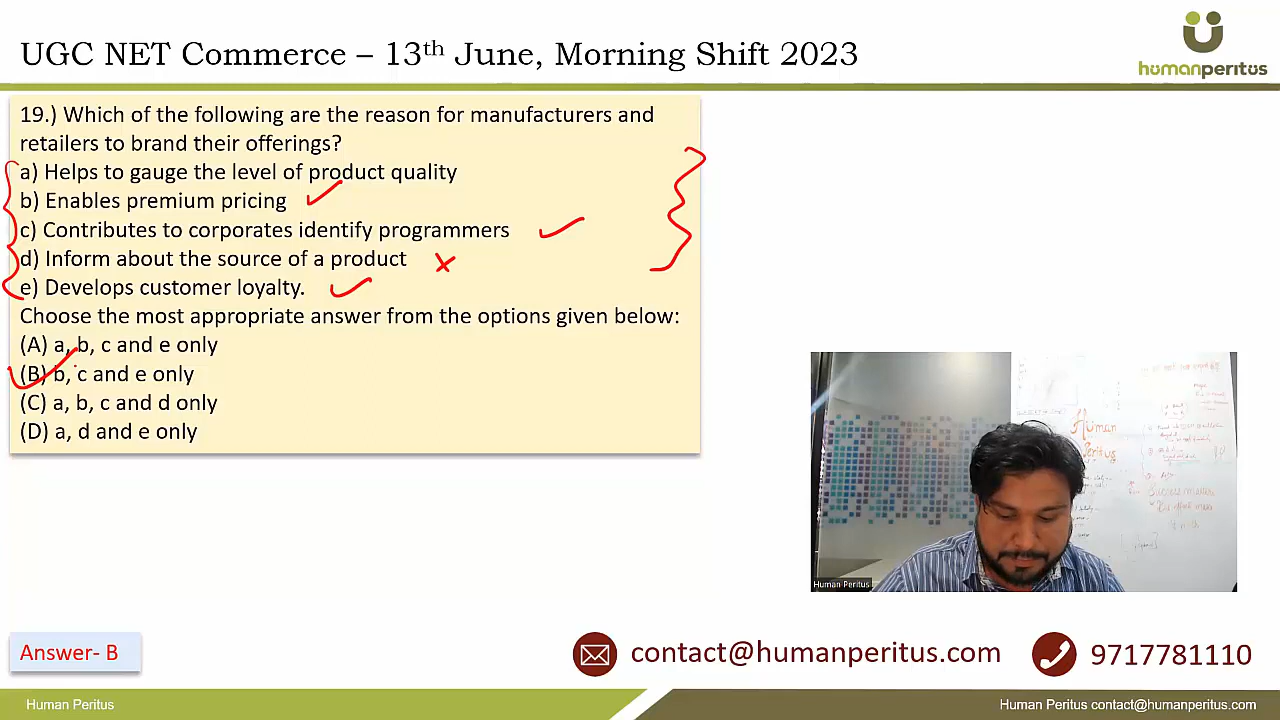 UGC NET Commerce – 13th June, Morning Shift 2023
humanperitus
19.) Which of the following are the reason for manufacturers and
retailers to brand their offerings?
a) Helps to gauge the level of product quality
b) Enables premium pricing
c) Contributes to corporates identify programmers
d) Inform about the source of a product
e) Develops customer loyalty.
Choose the most appropriate answer from the options given below:
(A) a, b, c and e only
(B) b, c and e only
(C) a, b, c and d only
(D) a, d and e only
Human
Peritus
Success matters
Human Peritus
Answer- B
contact@humanperitus.com
9717781110
Human Peritus
Human Peritus contact@humanperitus.com